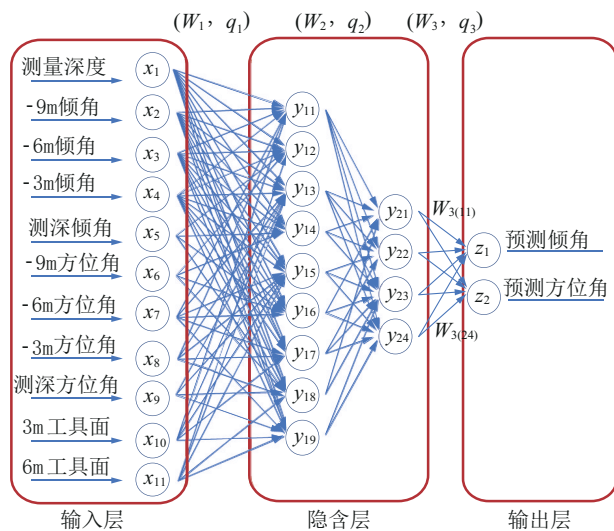 (W₁, q₁)
(W₂, q₂)
(W₃, q₃)
测量深度
-9m倾角
-6m倾角
-3m倾角
测深倾角
-9m方位角
-6m方位角
-3m方位角
测深方位角
3m工具面
6m工具面
x₁
x₂
x₃
x₄
x₅
x₆
x₇
x₈
x₉
x₁₀
x₁₁
y₁₁
y₁₂
y₁₃
y₁₄
y₁₅
y₁₆
y₁₇
y₁₈
y₁₉
y₂₁
y₂₂
y₂₃
y₂₄
W₃₍₁₁₎
W₃₍₂₄₎
z₁
z₂
预测倾角
预测方位角
输入层
隐含层
输出层